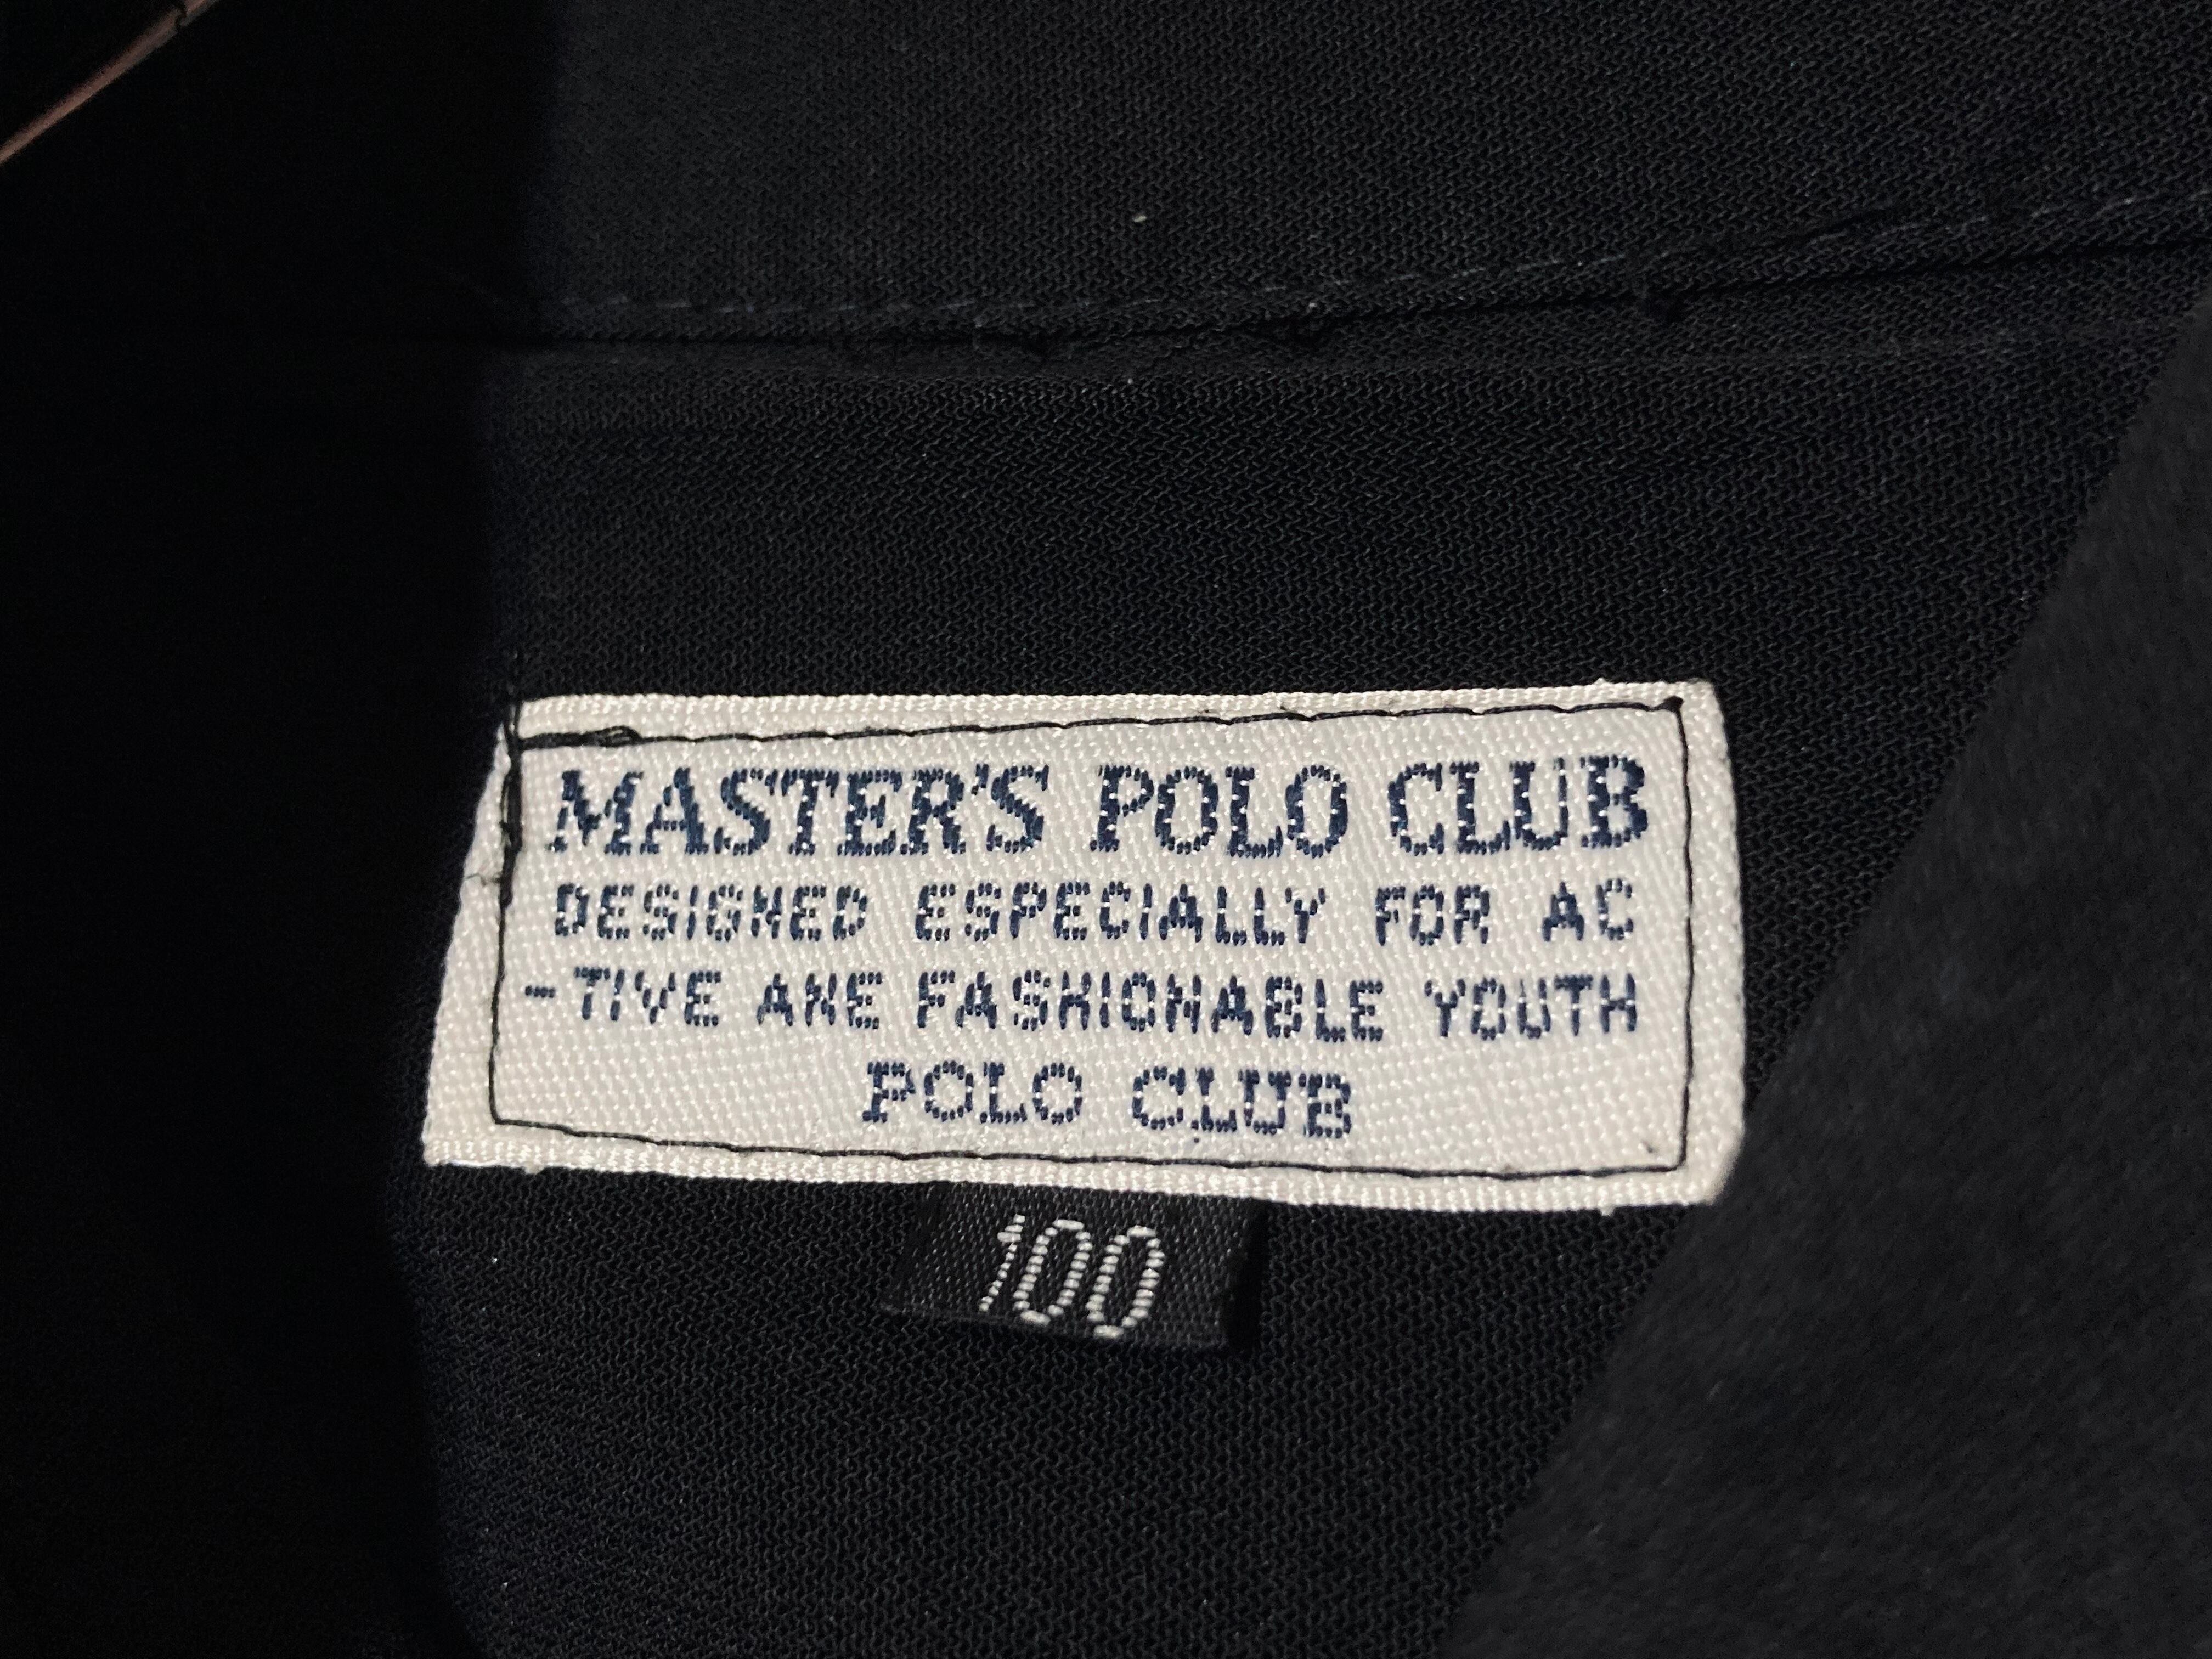 MASTER'S POLO CLUB
DESIGNED ESPECIALLY FOR AC
-TIVE ANE FASHIONABLE YOUTH
POLO CLUB
100